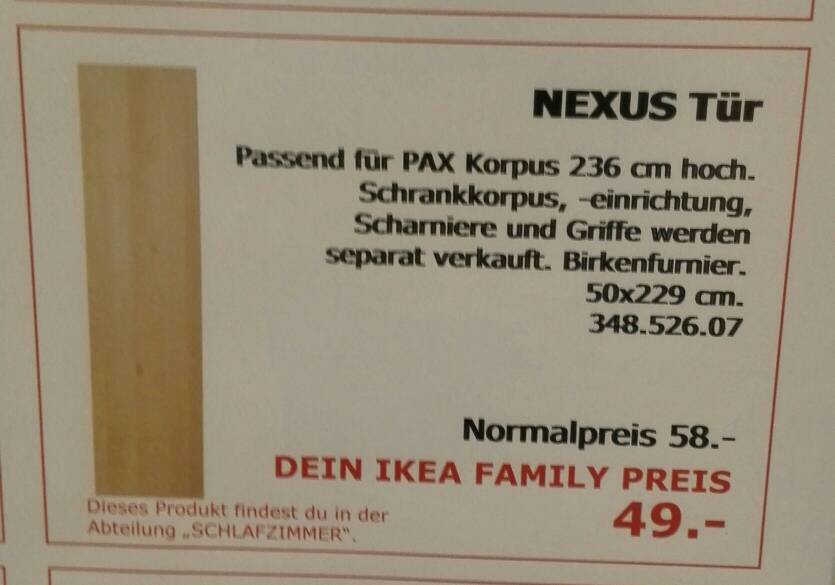 NEXUS Tür
Passend für PAX Korpus 236 cm hoch.
Schrankkorpus, -einrichtung,
Scharniere und Griffe werden
separat verkauft. Birkenfurnier.
50x229 cm.
348.526.07
Normalpreis 58.-
DEIN IKEA FAMILY PREIS
49.-
Dieses Produkt findest du in der
Abteilung „SCHLAFZIMMER".